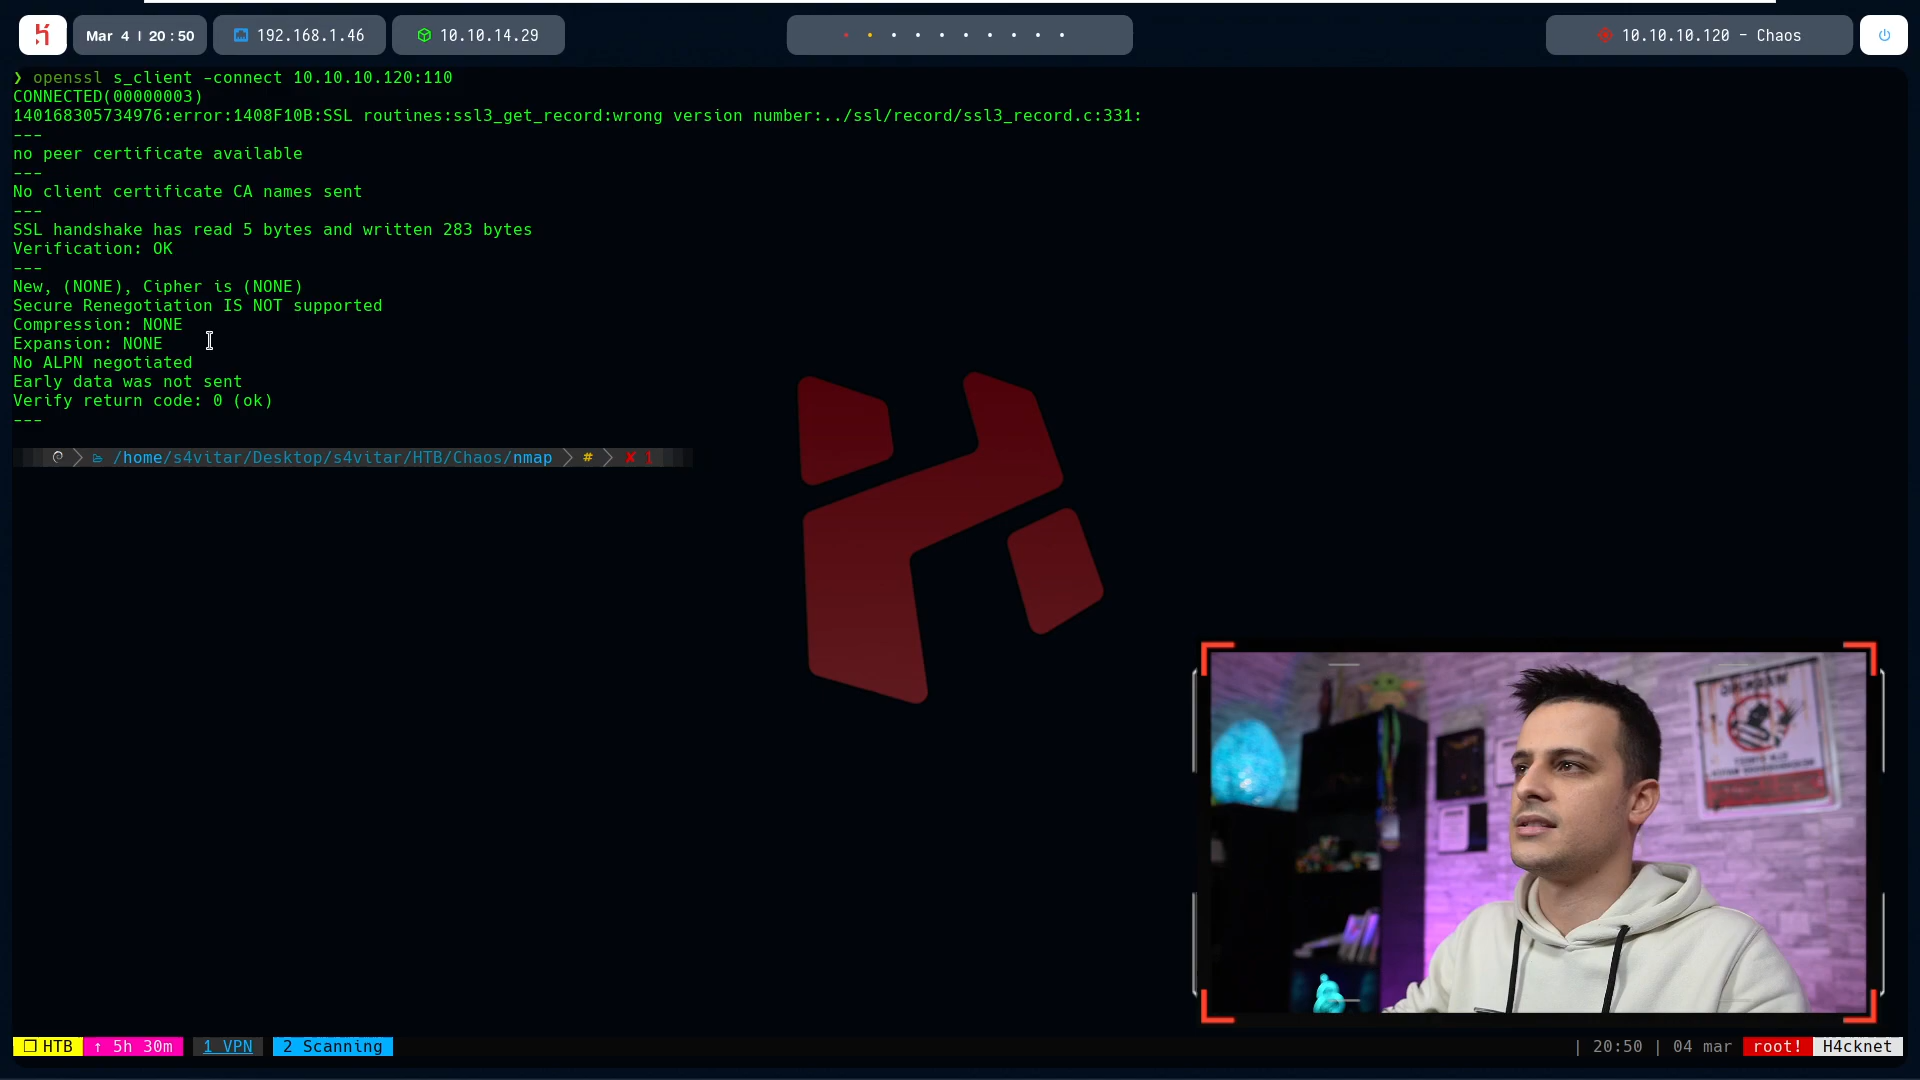 Mar 4 | 20:50
192.168.1.46
10.10.14.29
10.10.10.120 - Chaos
❯ openssl s_client -connect 10.10.10.120:110
CONNECTED(00000003)
140168305734976:error:1408F10B:SSL routines:ssl3_get_record:wrong version number:../ssl/record/ssl3_record.c:331:
---
no peer certificate available
---
No client certificate CA names sent
---
SSL handshake has read 5 bytes and written 283 bytes
Verification: OK
---
New, (NONE), Cipher is (NONE)
Secure Renegotiation IS NOT supported
Compression: NONE
Expansion: NONE
No ALPN negotiated
Early data was not sent
Verify return code: 0 (ok)
---
/home/s4vitar/Desktop/s4vitar/HTB/Chaos/nmap # ✘ 1
HTB ↑ 5h 30m 1 VPN 2 Scanning | 20:50 | 04 mar root! H4cknet